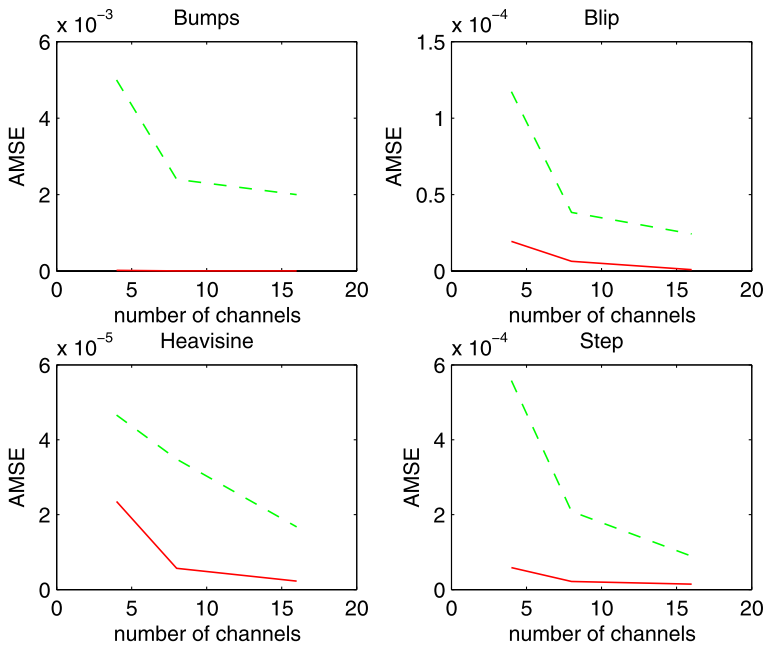 Bumps
x 10⁻³
6
4
2
0
AMSE
0 5 10 15 20
number of channels
Blip
x 10⁻⁴
1.5
1
0.5
0
AMSE
0 5 10 15 20
number of channels
Heavisine
x 10⁻⁵
6
4
2
0
AMSE
0 5 10 15 20
number of channels
Step
x 10⁻⁴
6
4
2
0
AMSE
0 5 10 15 20
number of channels